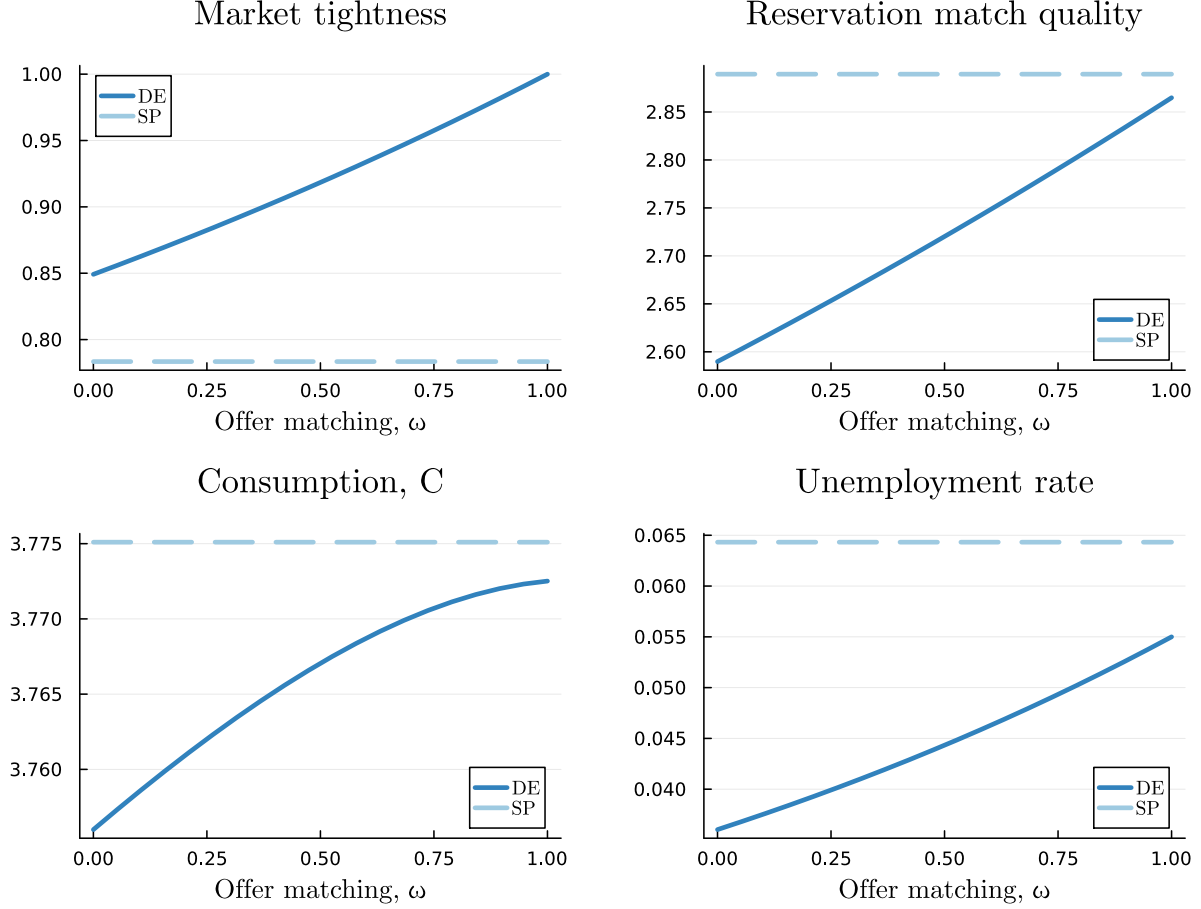 Market tightness
1.00
0.95
0.90
0.85
0.80
DE
SP
0.00 0.25 0.50 0.75 1.00
Offer matching, ω
Reservation match quality
2.85
2.80
2.75
2.70
2.65
2.60
DE
SP
0.00 0.25 0.50 0.75 1.00
Offer matching, ω
Consumption, C
3.775
3.770
3.765
3.760
DE
SP
0.00 0.25 0.50 0.75 1.00
Offer matching, ω
Unemployment rate
0.065
0.060
0.055
0.050
0.045
0.040
DE
SP
0.00 0.25 0.50 0.75 1.00
Offer matching, ω